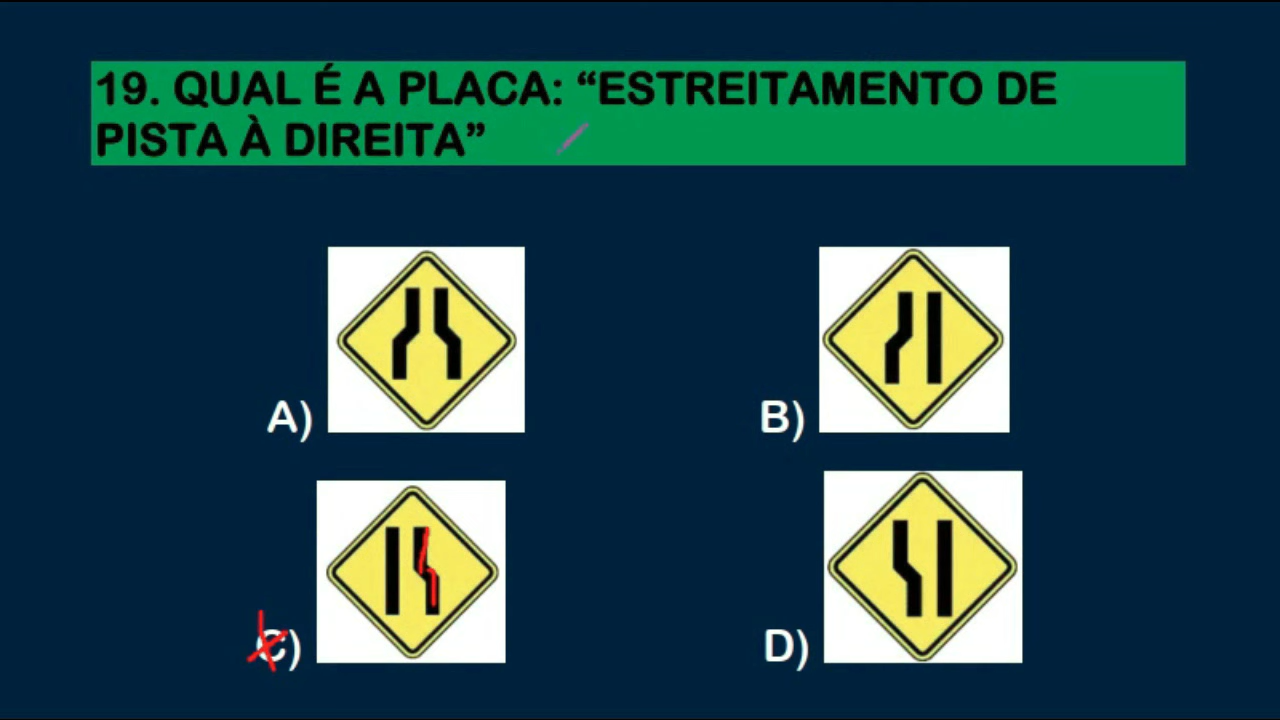 19. QUAL É A PLACA: “ESTREITAMENTO DE
PISTA À DIREITA”
A)
B)
C)
D)